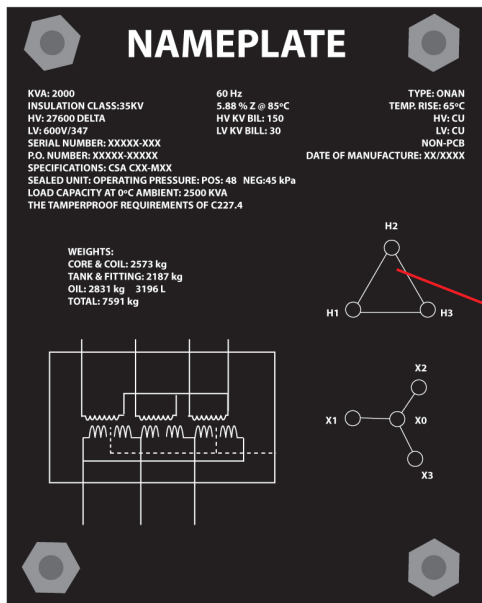 NAMEPLATE
KVA: 2000 60 Hz TYPE: ONAN
INSULATION CLASS:35KV 5.88 % Z @ 85ºC TEMP. RISE: 65ºC
HV: 27600 DELTA HV KV BIL: 150 HV: CU
LV: 600V/347 LV KV BILL: 30 LV: CU
SERIAL NUMBER: XXXXX-XXX NON-PCB
P.O. NUMBER: XXXXX-XXXXX DATE OF MANUFACTURE: XX/XXXX
SPECIFICATIONS: CSA CXX-MXX
SEALED UNIT: OPERATING PRESSURE: POS: 48 NEG:45 kPa
LOAD CAPACITY AT 0ºC AMBIENT: 2500 KVA
THE TAMPERPROOF REQUIREMENTS OF C227.4
WEIGHTS:
CORE & COIL: 2573 kg
TANK & FITTING: 2187 kg
OIL: 2831 kg 3196 L
TOTAL: 7591 kg
H2
H1 H3
X2
X1 X0
X3